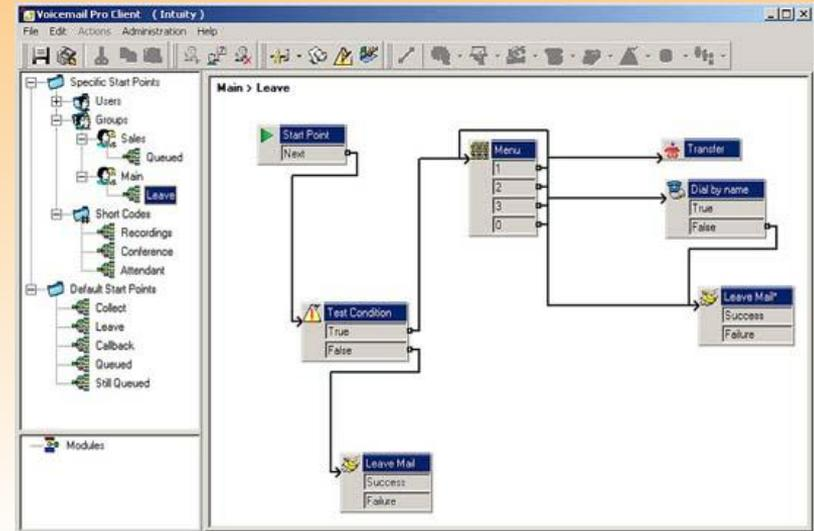 Voicemail Pro Client ( Intuity )
File Edit Actions Administration Help
Specific Start Points
Users
Groups
Sales
Queued
Main
Leave
Short Codes
Recordings
Conference
Attendant
Default Start Points
Collect
Leave
Callback
Queued
Still Queued
Modules
Main > Leave
Start Point
Next
Test Condition
True
False
Leave Mail
Success
Failure
Menu
1
2
3
0
Transfer
Dial by name
True
False
Leave Mail*
Success
Failure